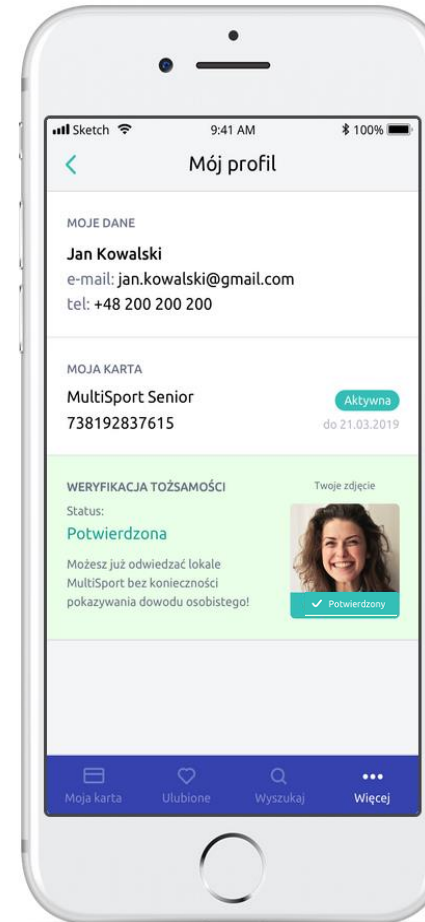 Sketch 9:41 AM 100%
Mój profil
MOJE DANE
Jan Kowalski
e-mail: jan.kowalski@gmail.com
tel: +48 200 200 200
MOJA KARTA
MultiSport Senior
Aktywna
738192837615
do 21.03.2019
WERYFIKACJA TOŻSAMOŚCI
Twoje zdjęcie
Status:
Potwierdzona
Możesz już odwiedzać lokale
MultiSport bez konieczności
pokazywania dowodu osobistego!
Potwierdzony
Moja karta Ulubione Wyszukaj Więcej